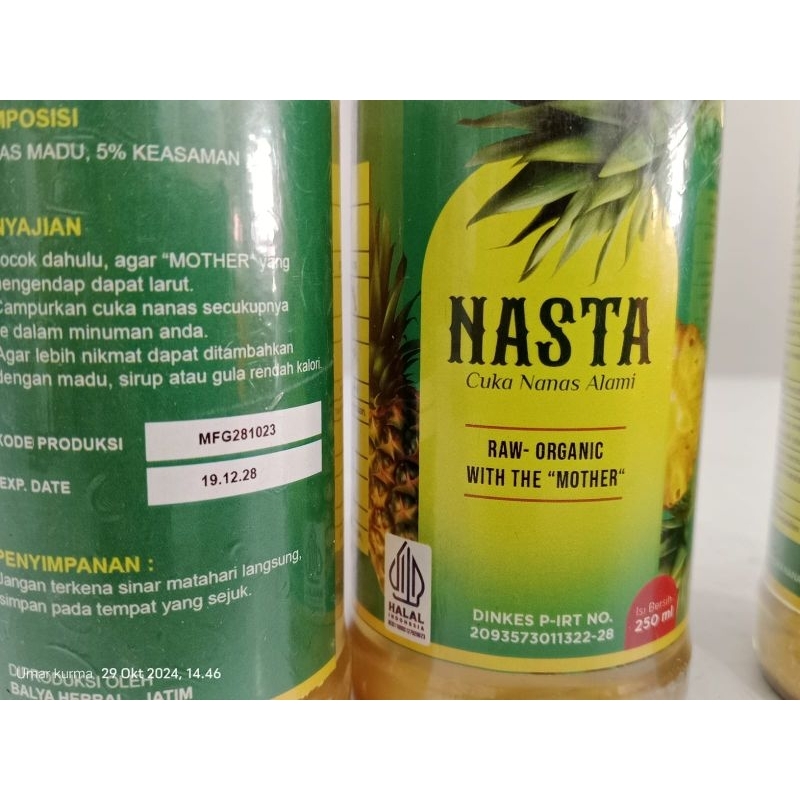 MPOSISI
AS MADU, 5% KEASAMAN
NYAJIAN
ocok dahulu, agar "MOTHER" yang
engendap dapat larut.
Campurkan cuka nanas secukupnya
e dalam minuman anda.
Agar lebih nikmat dapat ditambahkan
dengan madu, sirup atau gula rendah kalori
KODE PRODUKSI MFG281023
EXP. DATE 19.12.28
PENYIMPANAN :
Jangan terkena sinar matahari langsung,
simpan pada tempat yang sejuk.
DIPRODUKSI OLEH
BALYA HERBAL JATIM
Umar kurma 29 Okt 2024, 14.46
NASTA
Cuka Nanas Alami
RAW- ORGANIC
WITH THE "MOTHER"
HALAL
INDONESIA
DINKES P-IRT NO.
2093573011322-28
Isi Bersih
250 ml